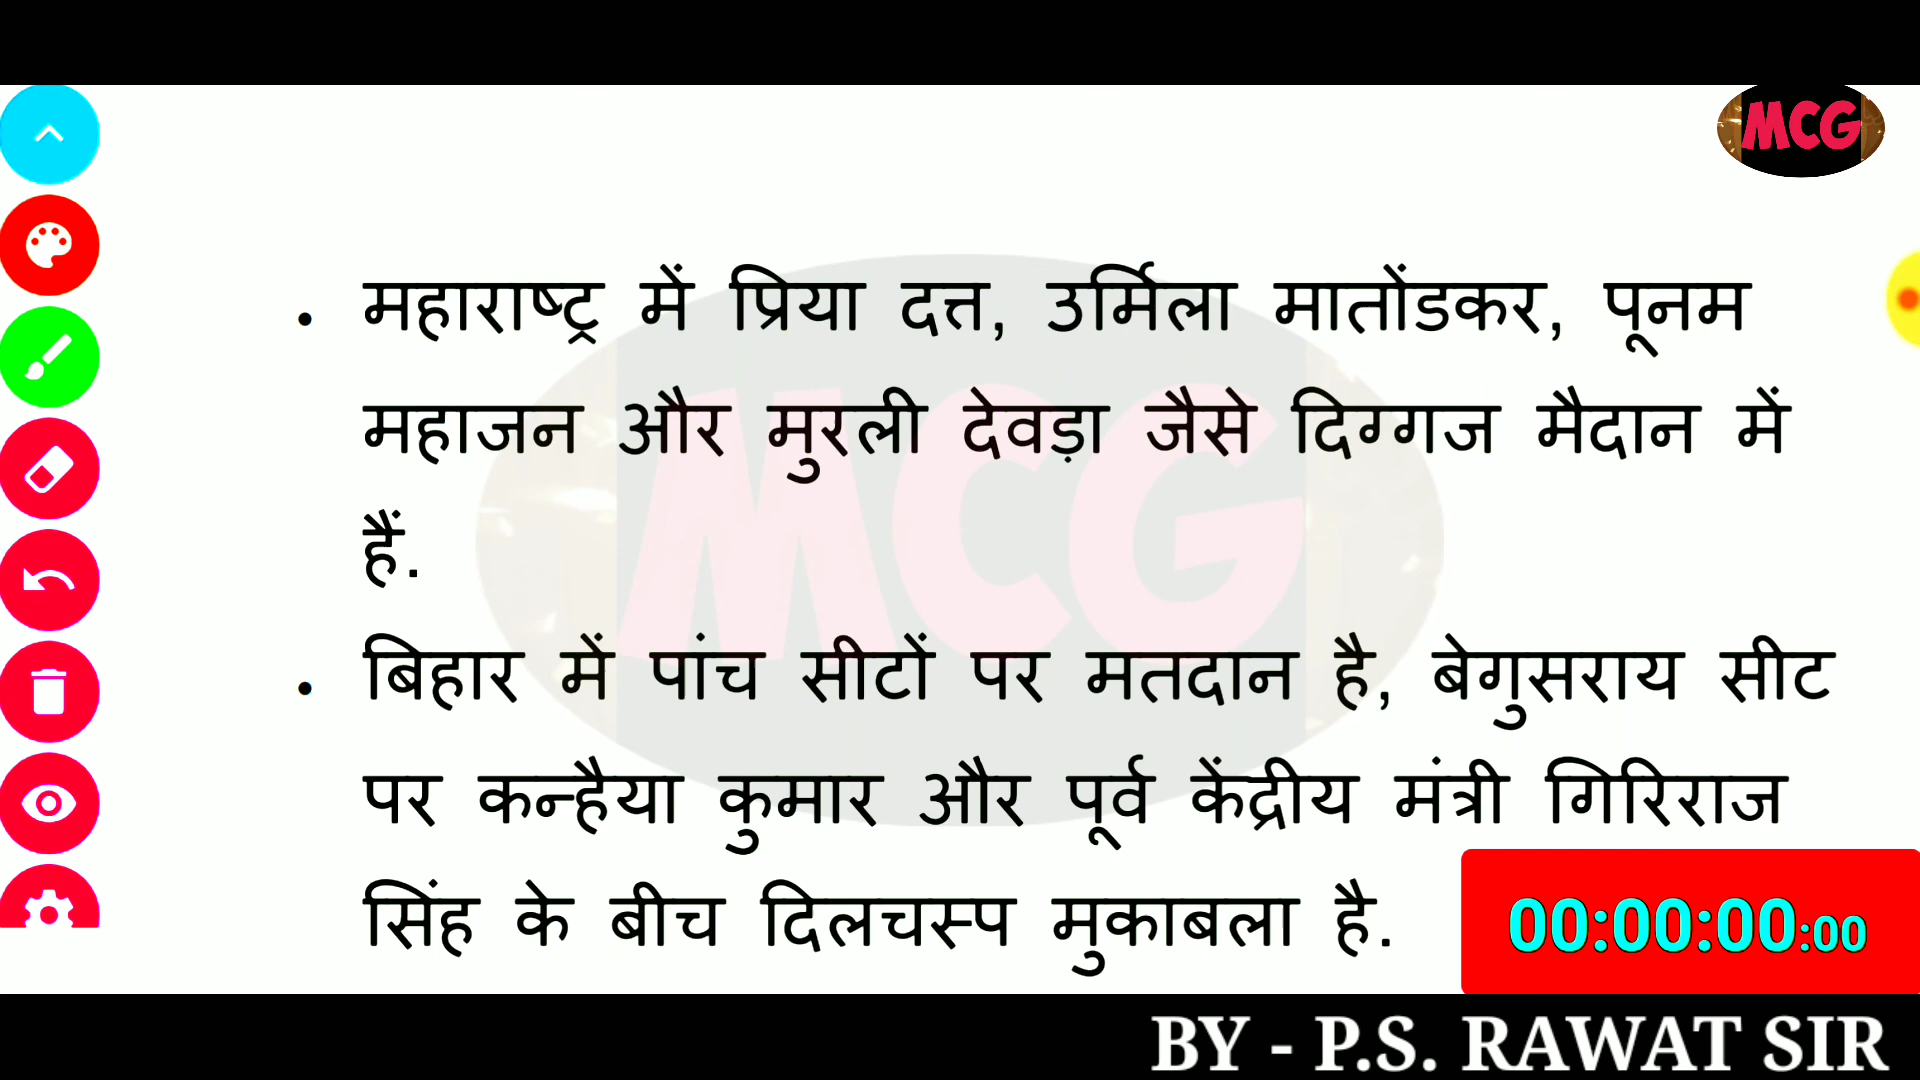 MCG
• महाराष्ट्र में प्रिया दत्त, उर्मिला मातोंडकर, पूनम
महाजन और मुरली देवड़ा जैसे दिग्गज मैदान में
हैं.
• बिहार में पांच सीटों पर मतदान है, बेगुसराय सीट
पर कन्हैया कुमार और पूर्व केंद्रीय मंत्री गिरिराज
सिंह के बीच दिलचस्प मुकाबला है.
MCG
00:00:00:00
BY - P.S. RAWAT SIR